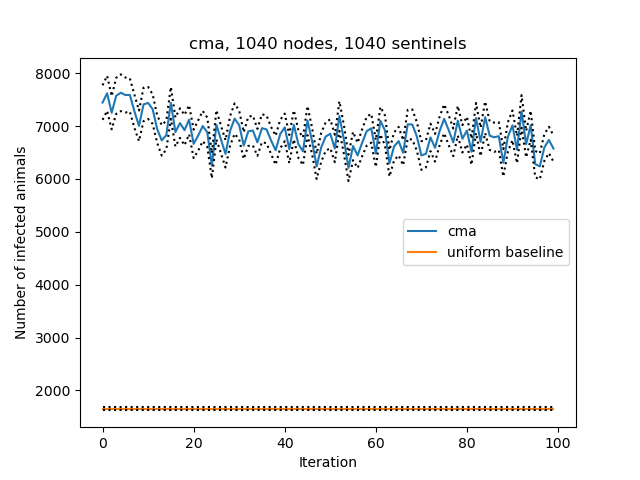 cma, 1040 nodes, 1040 sentinels
Number of infected animals
8000
7000
6000
5000
4000
3000
2000
cma
uniform baseline
0
20
40
60
80
100
Iteration